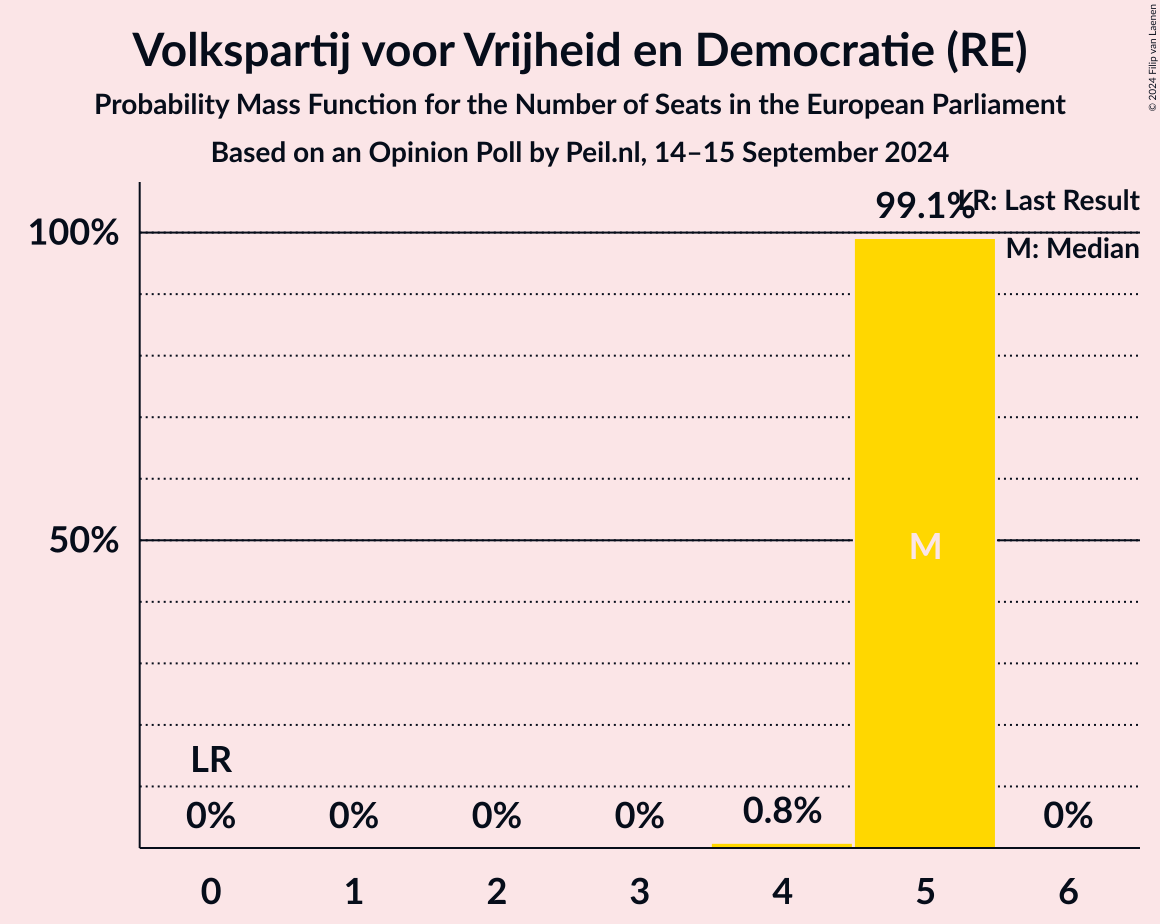 Volkspartij voor Vrijheid en Democratie (RE)
Probability Mass Function for the Number of Seats in the European Parliament
Based on an Opinion Poll by Peil.nl, 14–15 September 2024
© 2024 Filip van Laenen
99.1%
LR: Last Result
M: Median
100%
50%
M
LR
0% 0% 0% 0% 0.8% 0%
0 1 2 3 4 5 6